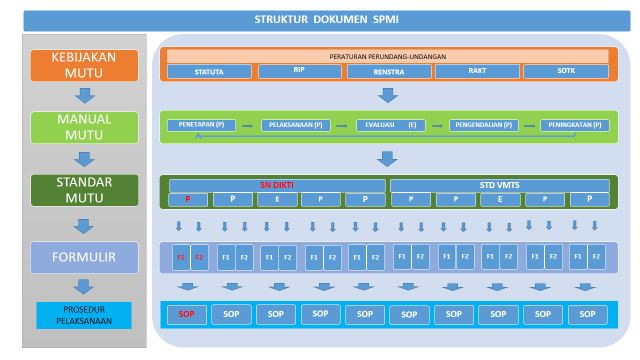 STRUKTUR DOKUMEN SPMI
KEBIJAKAN
MUTU
PERATURAN PERUNDANG-UNDANGAN
STATUTA RIP RENSTRA RAKT SOTK
MANUAL
MUTU
PENETAPAN (P) PELAKSANAAN (P) EVALUASI (E) PENGENDALIAN (P) PENINGKATAN (P)
STANDAR
MUTU
SN DIKTI STD VMTS
P P E P P P P E P P
FORMULIR
F1 F2 F1 F2 F1 F2 F1 F2 F1 F2 F1 F2 F1 F2 F1 F2 F1 F2 F1 F2
PROSEDUR
PELAKSANAAN
SOP SOP SOP SOP SOP SOP SOP SOP SOP SOP